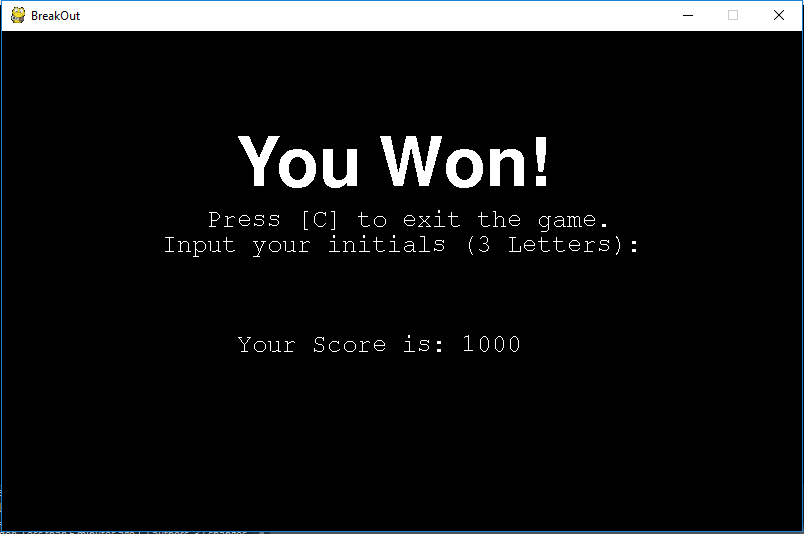 BreakOut
You Won!
Press [C] to exit the game.
Input your initials (3 Letters):
Your Score is: 1000